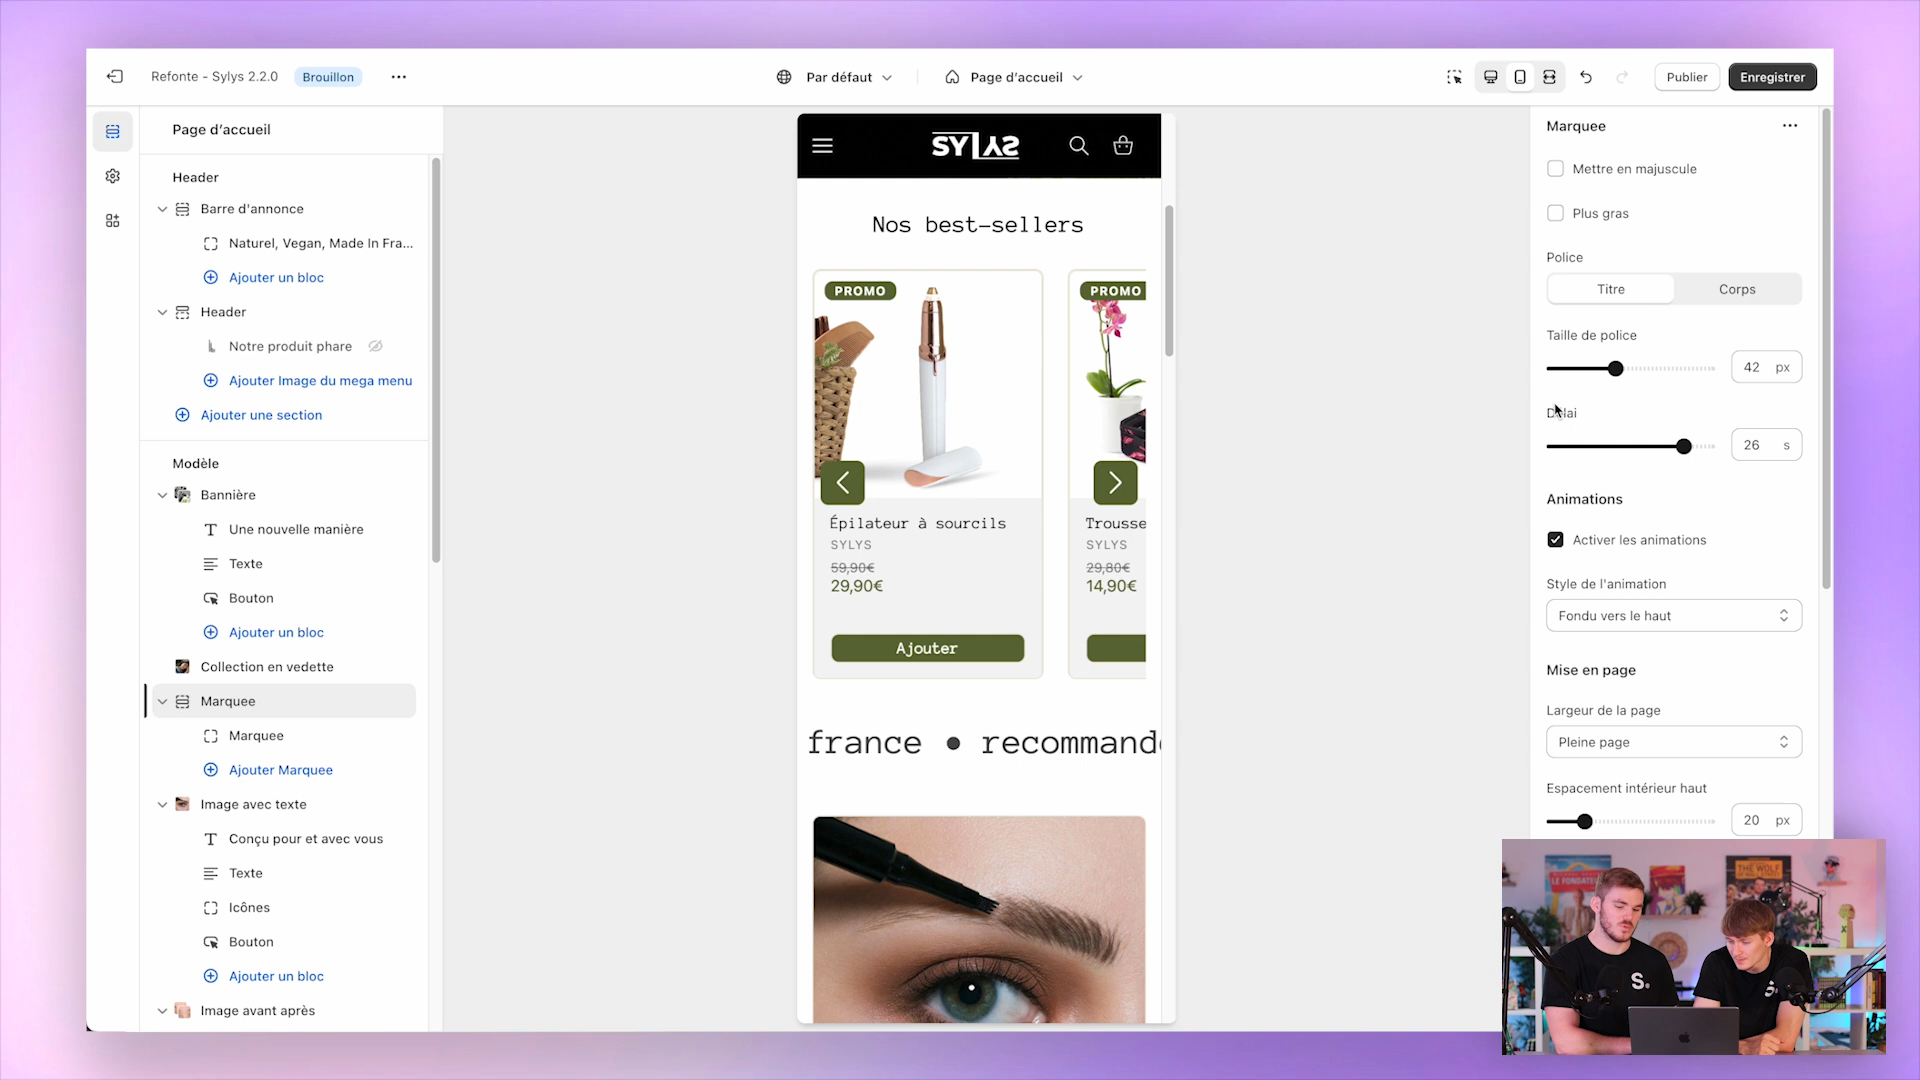 Refonte - Sylys 2.2.0
Brouillon
Par défaut
Page d'accueil
Publier
Enregistrer
Page d'accueil
Header
Barre d'annonce
Naturel, Vegan, Made In Fra...
Ajouter un bloc
Header
Notre produit phare
Ajouter Image du mega menu
Ajouter une section
Modèle
Bannière
Une nouvelle manière
Texte
Bouton
Ajouter un bloc
Collection en vedette
Marquee
Marquee
Ajouter Marquee
Image avec texte
Conçu pour et avec vous
Texte
Icônes
Bouton
Ajouter un bloc
Image avant après
SYLYS
Nos best-sellers
PROMO
PROMO
Épilateur à sourcils
Trousse
SYLYS
SYLYS
59,90€
29,80€
29,90€
14,90€
Ajouter
france • recommand
Marquee
Mettre en majuscule
Plus gras
Police
Titre
Corps
Taille de police
42 px
Délai
26 s
Animations
Activer les animations
Style de l'animation
Fondu vers le haut
Mise en page
Largeur de la page
Pleine page
Espacement intérieur haut
20 px
LE FONDATEUR
THE WOLF
S.